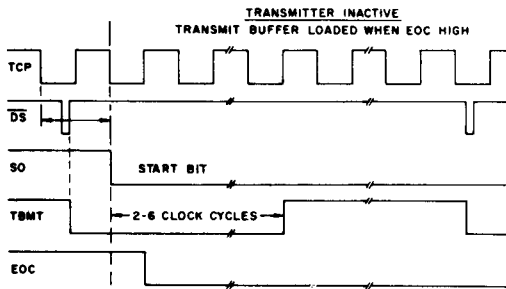 TRANSMITTER INACTIVE
TRANSMIT BUFFER LOADED WHEN EOC HIGH
TCP
DS
SO
START BIT
TBMT
2-6 CLOCK CYCLES
EOC